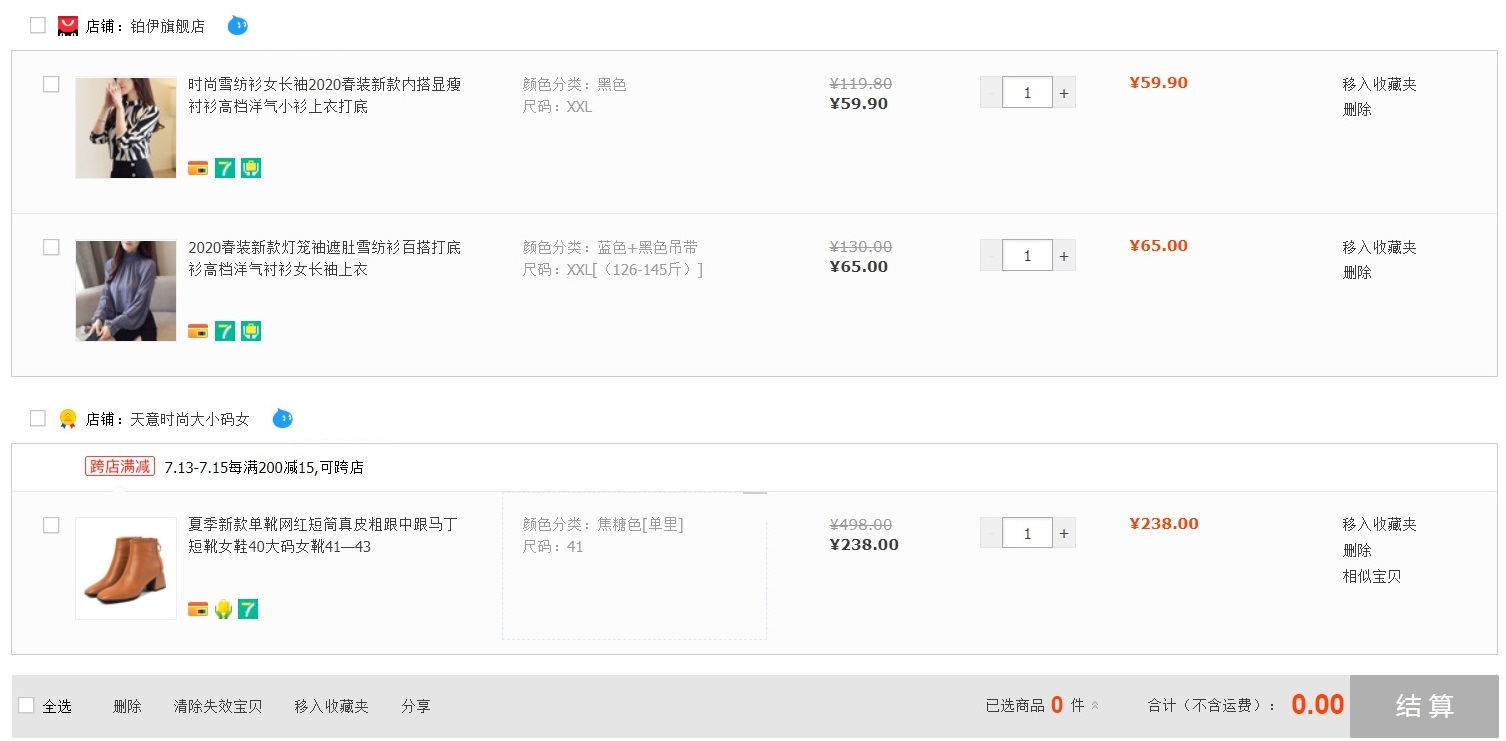 店铺：铂伊旗舰店
时尚雪纺衫女长袖2020春装新款内搭显瘦
衬衫高档洋气小衫上衣打底
颜色分类：黑色
尺码：XXL
¥119.80
¥59.90
- 1 +
¥59.90
移入收藏夹
删除
7
2020春装新款灯笼袖遮肚雪纺衫百搭打底
衫高档洋气衬衫女长袖上衣
颜色分类：蓝色+黑色吊带
尺码：XXL[（126-145斤）]
¥130.00
¥65.00
- 1 +
¥65.00
移入收藏夹
删除
7
店铺：天意时尚大小码女
跨店满减 7.13-7.15每满200减15,可跨店
夏季新款单靴网红短筒真皮粗跟中跟马丁
短靴女鞋40大码女靴41—43
颜色分类：焦糖色[单里]
尺码：41
¥498.00
¥238.00
- 1 +
¥238.00
移入收藏夹
删除
相似宝贝
7
全选 删除 清除失效宝贝 移入收藏夹 分享 已选商品 0 件 合计（不含运费）： 0.00 结算